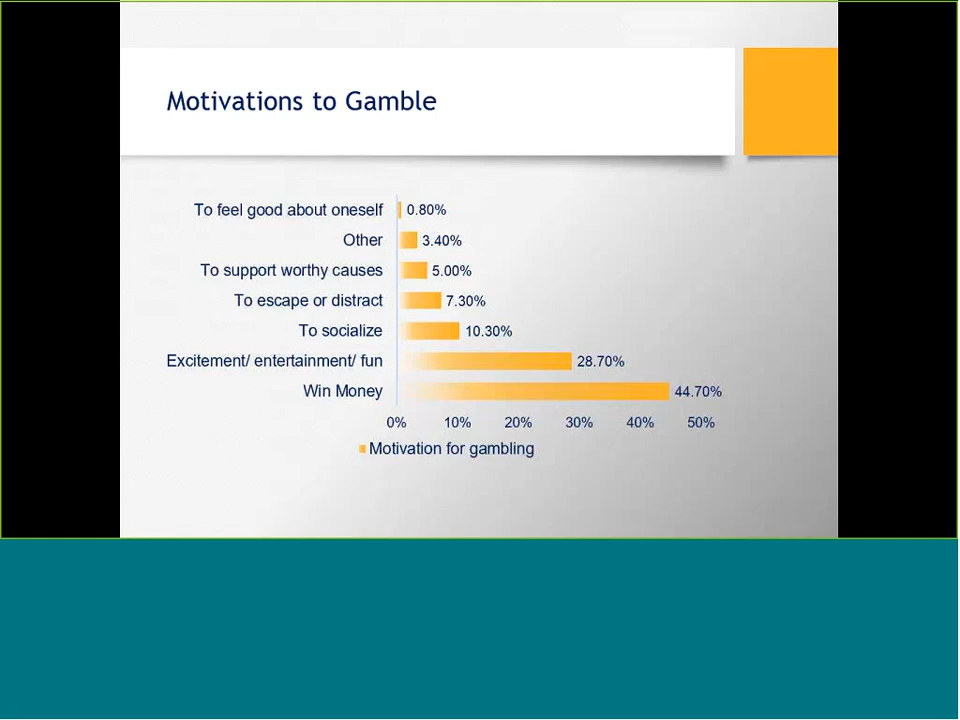 Motivations to Gamble
To feel good about oneself 0.80%
Other 3.40%
To support worthy causes 5.00%
To escape or distract 7.30%
To socialize 10.30%
Excitement/ entertainment/ fun 28.70%
Win Money 44.70%
0% 10% 20% 30% 40% 50%
Motivation for gambling